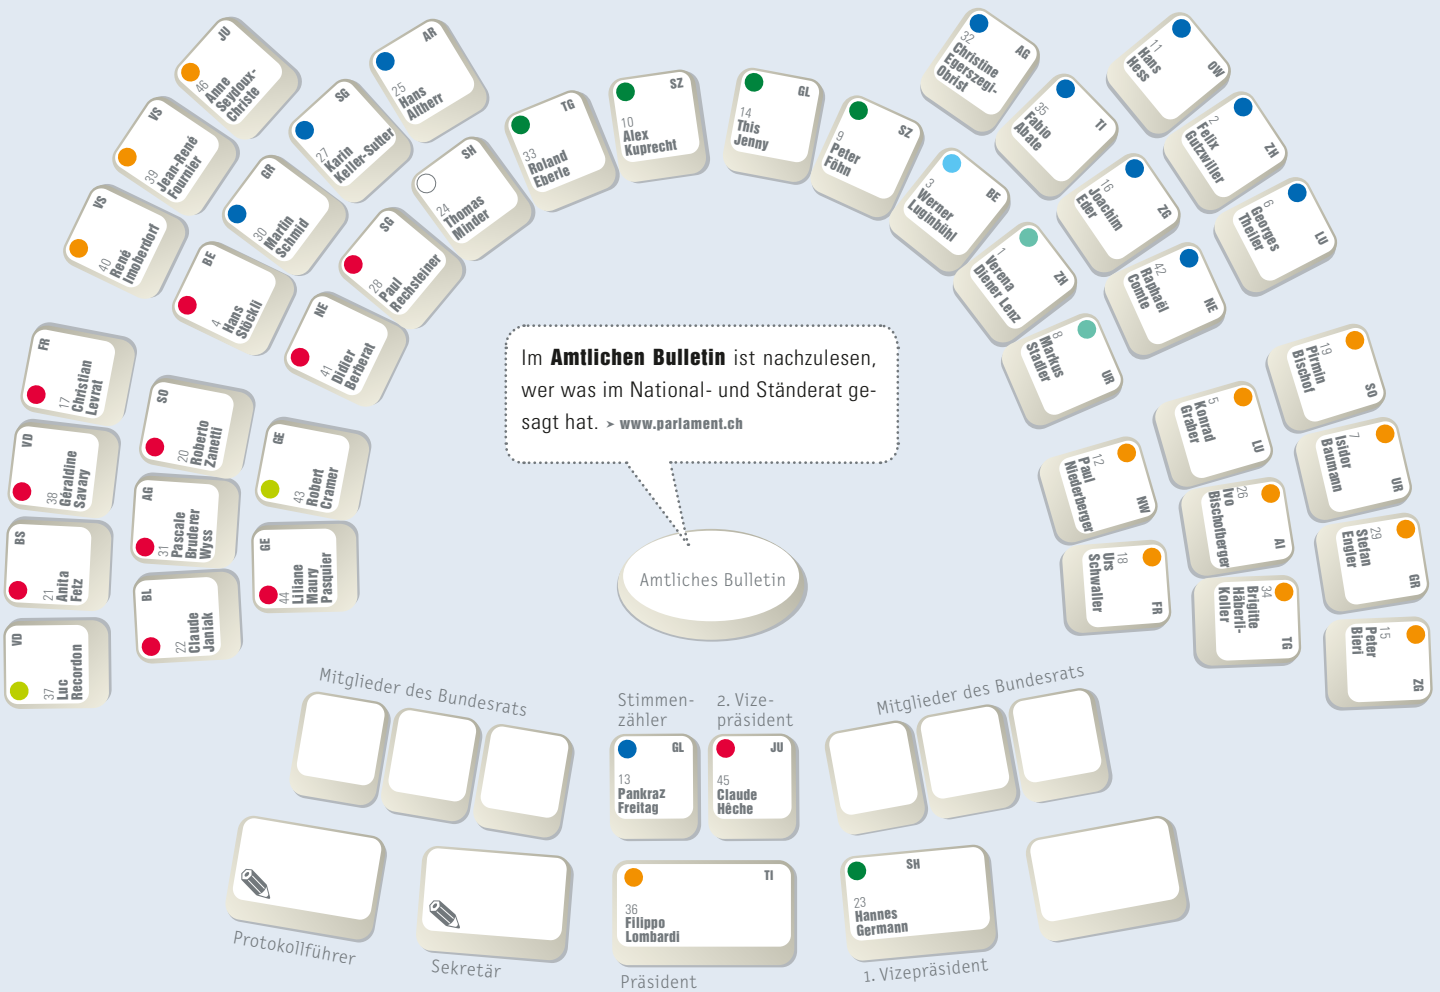 JU
46
Anne
Seydoux-
Christe
AR
25
Hans
Altherr
VS
39
Jean-René
Fournier
SG
27
Karin
Keller-Sutter
SH
24
Thomas
Minder
TG
33
Roland
Eberle
SZ
10
Alex
Kuprecht
GL
14
This
Jenny
SZ
9
Peter
Föhn
AG
32
Christine
Egerszegi-
Obrist
OW
11
Hans
Hess
TI
35
Fabio
Abate
ZH
2
Felix
Gutzwiller
VS
40
René
Imoberdorf
GR
30
Martin
Schmid
SG
28
Paul
Rechsteiner
BE
3
Werner
Luginbühl
ZG
16
Joachim
Eder
LU
6
Georges
Theiler
BE
4
Hans
Stöckli
NE
41
Didier
Berberat
ZH
1
Verena
Diener Lenz
NE
42
Raphaël
Comte
UR
8
Markus
Stadler
FR
17
Christian
Levrat
SO
20
Roberto
Zanetti
GE
43
Robert
Cramer
VD
38
Géraldine
Savary
AG
31
Pascale
Bruderer
Wyss
GE
44
Liliane
Maury
Pasquier
BS
21
Anita
Fetz
BL
22
Claude
Janiak
VD
37
Luc
Recordon
Im Amtlichen Bulletin ist nachzulesen,
wer was im National- und Ständerat ge-
sagt hat. > www.parlament.ch
Amtliches Bulletin
SO
19
Pirmin
Bischof
LU
5
Konrad
Graber
UR
7
Isidor
Baumann
NW
12
Paul
Niederberger
AI
26
Ivo
Bischofberger
GR
29
Stefan
Engler
FR
18
Urs
Schwaller
TG
34
Brigitte
Häberli-
Koller
ZG
15
Peter
Bieri
Mitglieder des Bundesrats
Stimmen-
zähler
2. Vize-
präsident
Mitglieder des Bundesrats
GL
13
Pankraz
Freitag
JU
45
Claude
Hêche
TI
36
Filippo
Lombardi
SH
23
Hannes
Germann
Protokollführer
Sekretär
Präsident
1. Vizepräsident